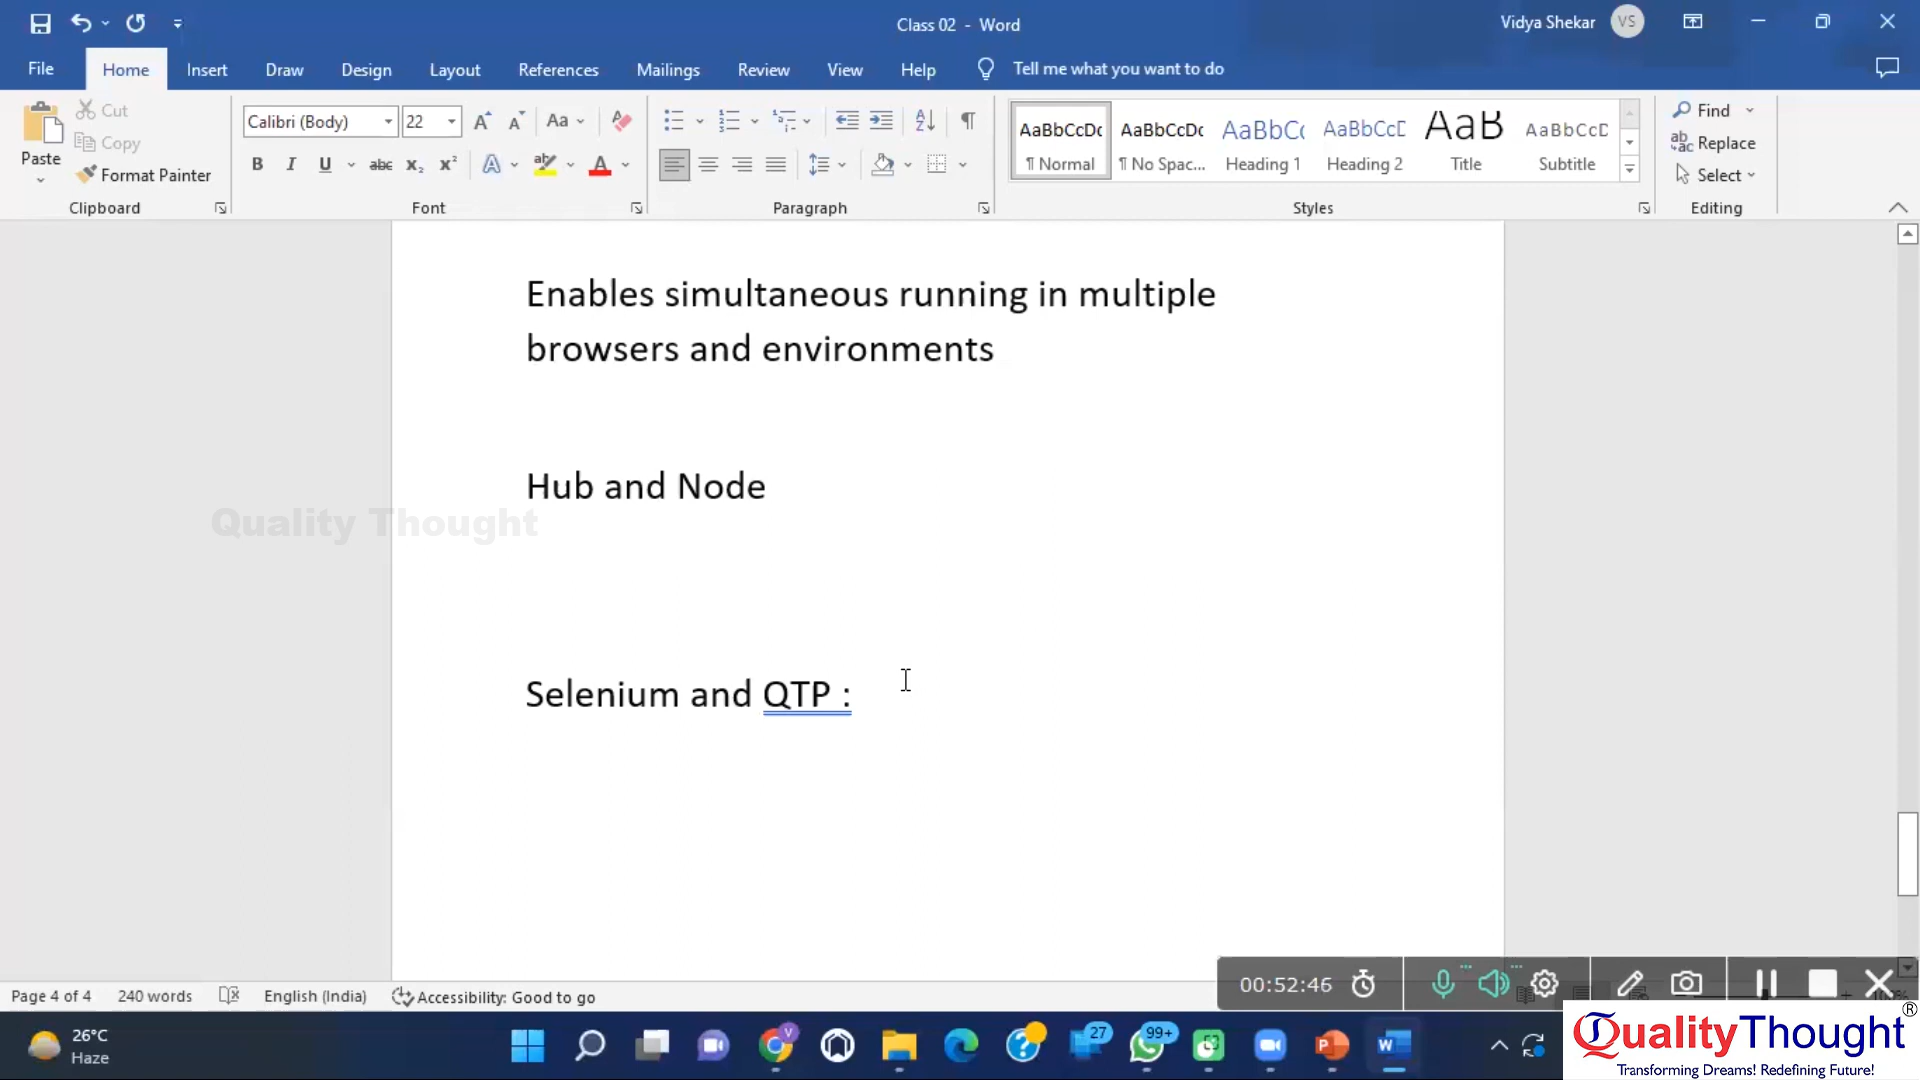 Class 02 - Word
Vidya Shekar
VS
File
Home
Insert
Draw
Design
Layout
References
Mailings
Review
View
Help
Tell me what you want to do
Paste
Cut
Copy
Format Painter
Clipboard
Calibri (Body)
22
Font
Paragraph
AaBbCcDc
¶ Normal
AaBbCcDc
¶ No Spac...
AaBbCc
Heading 1
AaBbCcD
Heading 2
AaB
Title
AaBbCcD
Subtitle
Styles
Find
Replace
Select
Editing
Enables simultaneous running in multiple
browsers and environments
Hub and Node
Quality Thought
Selenium and QTP :
Page 4 of 4
240 words
English (India)
Accessibility: Good to go
00:52:46
26°C
Haze
27
99+
QualityThought®
Transforming Dreams! Redefining Future!